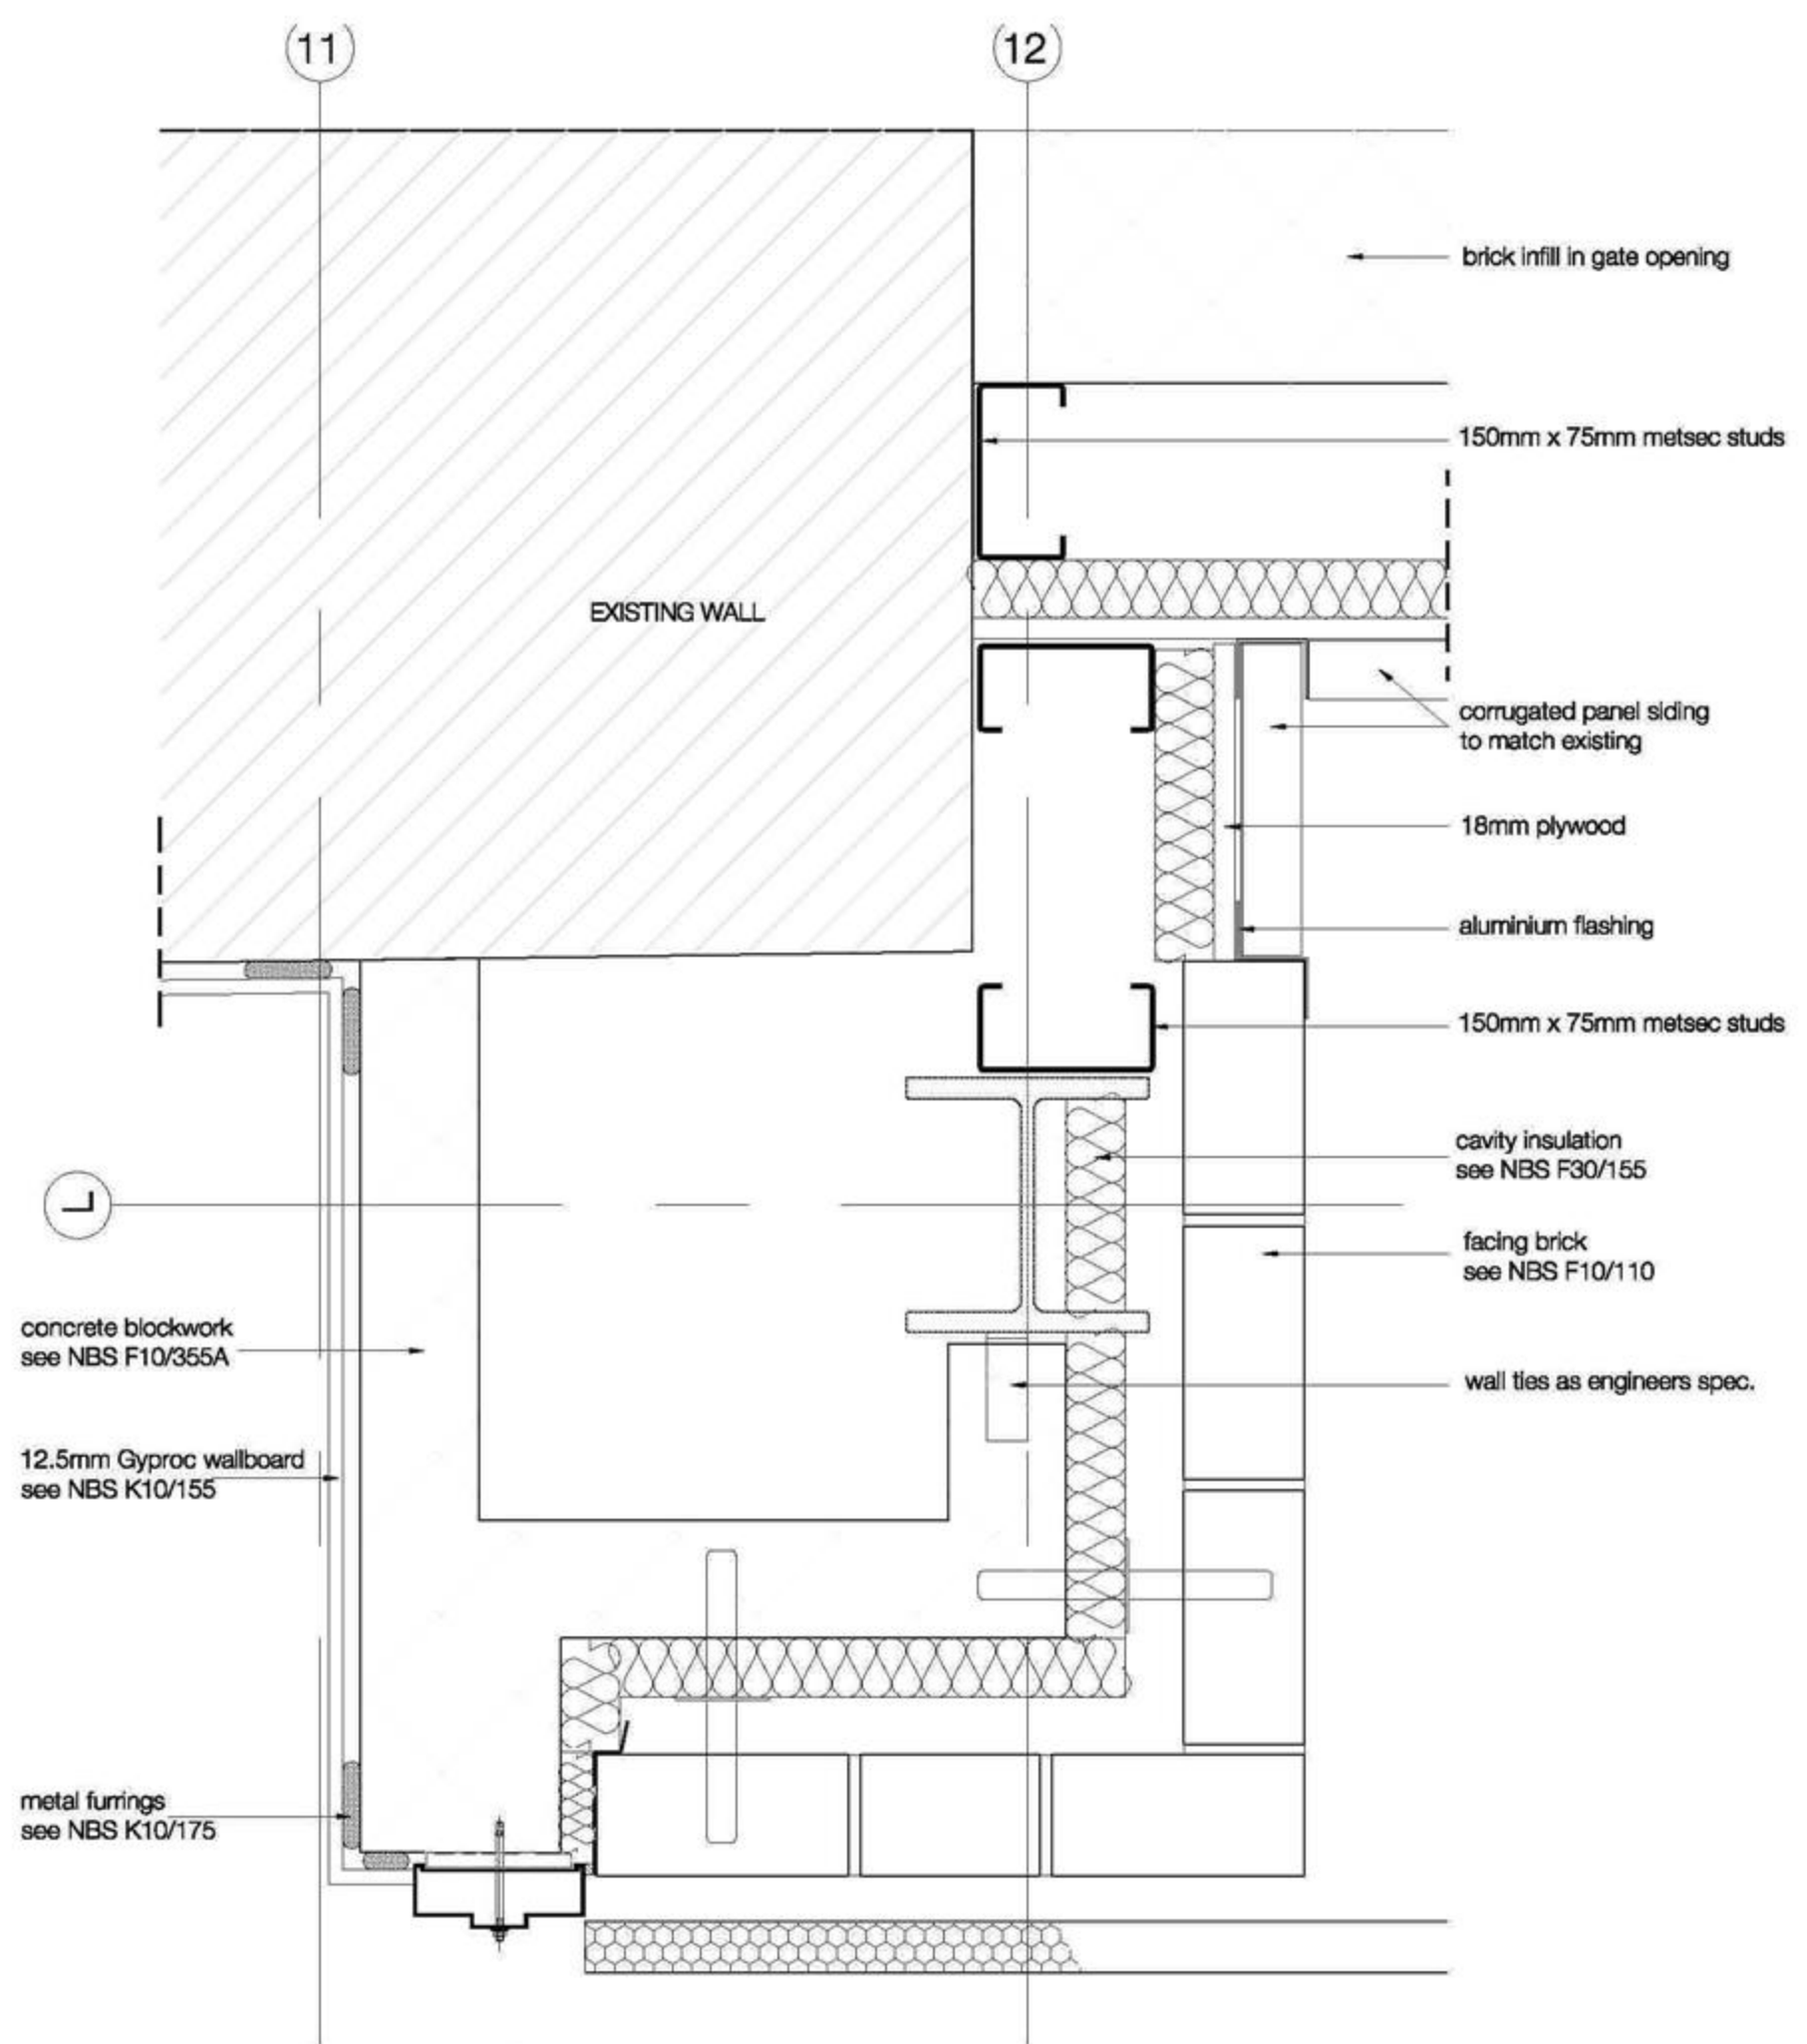 11
12
brick infill in gate opening
150mm x 75mm metsec studs
EXISTING WALL
corrugated panel siding
to match existing
18mm plywood
aluminium flashing
150mm x 75mm metsec studs
cavity insulation
see NBS F30/155
L
facing brick
see NBS F10/110
concrete blockwork
see NBS F10/355A
wall ties as engineers spec.
12.5mm Gyproc wallboard
see NBS K10/155
metal furrings
see NBS K10/175